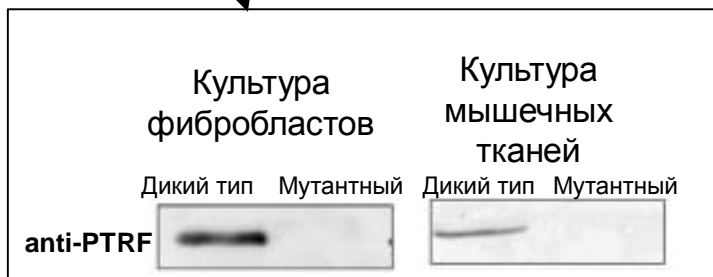 Культура
фибробластов
Культура
мышечных
тканей
Дикий тип Мутантный Дикий тип Мутантный
anti-PTRF